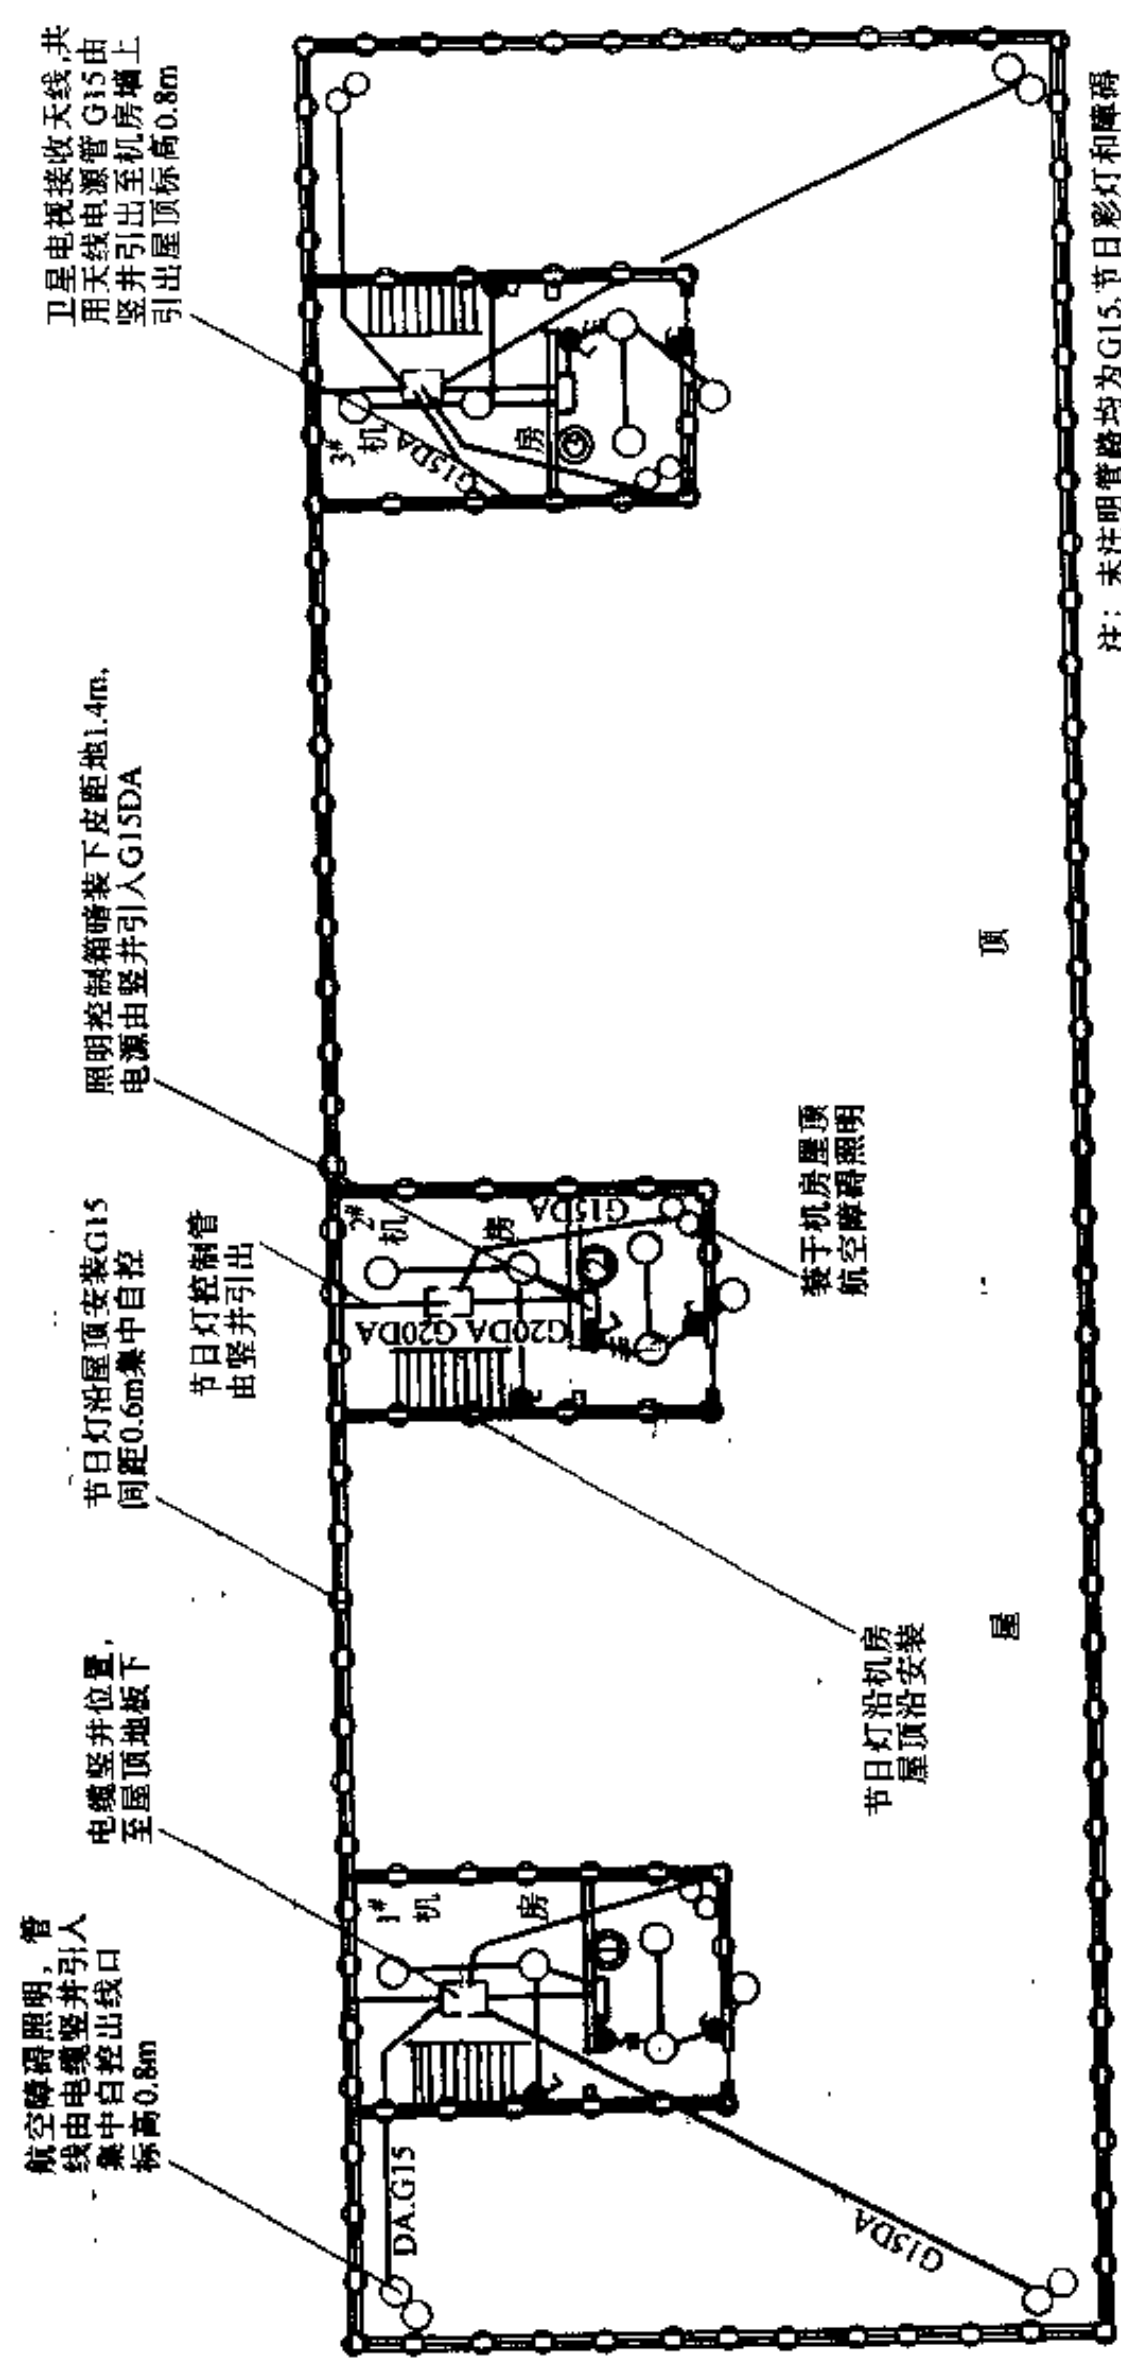 航空障碍照明，管
线由电缆竖井引入
集中自控出线口
标高0.8m
电缆竖井位置，
至屋顶地板下
节日灯沿屋顶安装G15
间距0.6m集中自控
节日灯控制管
由竖井引出
照明控制箱暗装下皮距地1.4m,
电源由竖井引入G15DA
卫星电视接收天线,共
用天线电源管 G15由
竖井引出至机房墙上
引出屋顶标高0.8m
1#
机
房
DA.G15
G15DA
2#
机
房
G20DA
G20DA
G15DA
3#
机
房
G15DA
节日灯沿机房
屋顶沿安装
装于机房屋顶
航空障碍照明
屋
顶
注：未注明管路均为G15,节日彩灯和障碍